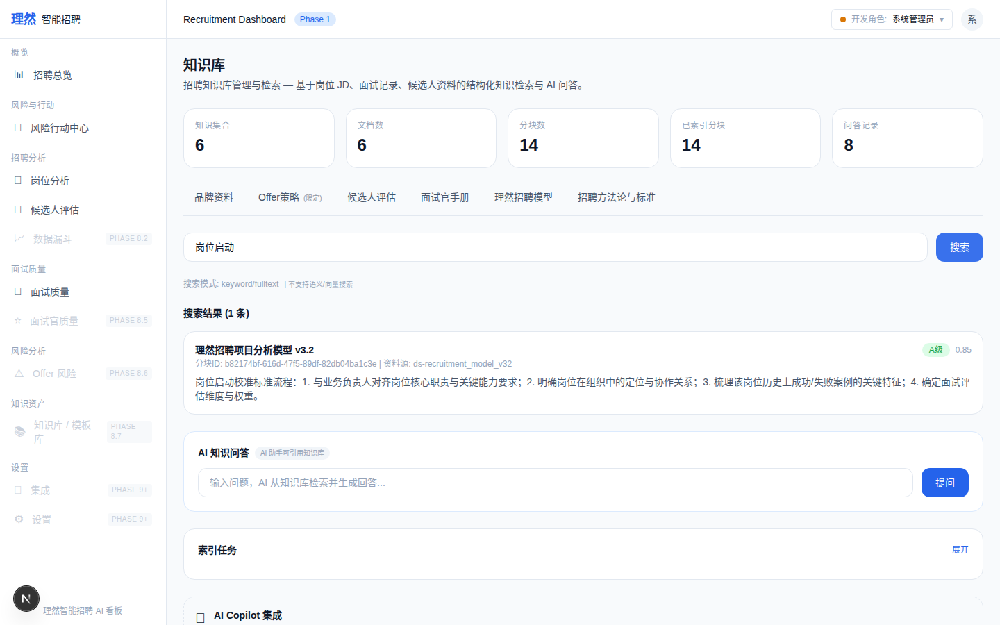 理然 智能招聘
Recruitment Dashboard Phase 1
开发角色: 系统管理员 ▾
系
概览
招聘总览
风险与行动
风险行动中心
招聘分析
岗位分析
候选人评估
数据漏斗 PHASE 8.2
面试质量
面试质量
面试官质量 PHASE 8.5
风险分析
Offer 风险 PHASE 8.6
知识资产
知识库 / 模板库 PHASE 8.7
设置
集成 PHASE 9+
设置 PHASE 9+
理然智能招聘 AI 看板
知识库
招聘知识库管理与检索 — 基于岗位 JD、面试记录、候选人资料的结构化知识检索与 AI 问答。
知识集合
6
文档数
6
分块数
14
已索引分块
14
问答记录
8
品牌资料 Offer策略 (限定) 候选人评估 面试官手册 理然招聘模型 招聘方法论与标准
岗位启动
搜索
搜索模式: keyword/fulltext | 不支持语义/向量搜索
搜索结果 (1 条)
理然招聘项目分析模型 v3.2
A级 0.85
分块ID: b82174bf-616d-47f5-89df-82db04ba1c3e | 资料源: ds-recruitment_model_v32
岗位启动校准标准流程：1. 与业务负责人对齐岗位核心职责与关键能力要求；2. 明确岗位在组织中的定位与协作关系；3. 梳理该岗位历史上成功/失败案例的关键特征；4. 确定面试评
估维度与权重。
AI 知识问答 AI 助手可引用知识库
输入问题，AI 从知识库检索并生成回答...
提问
索引任务
展开
AI Copilot 集成